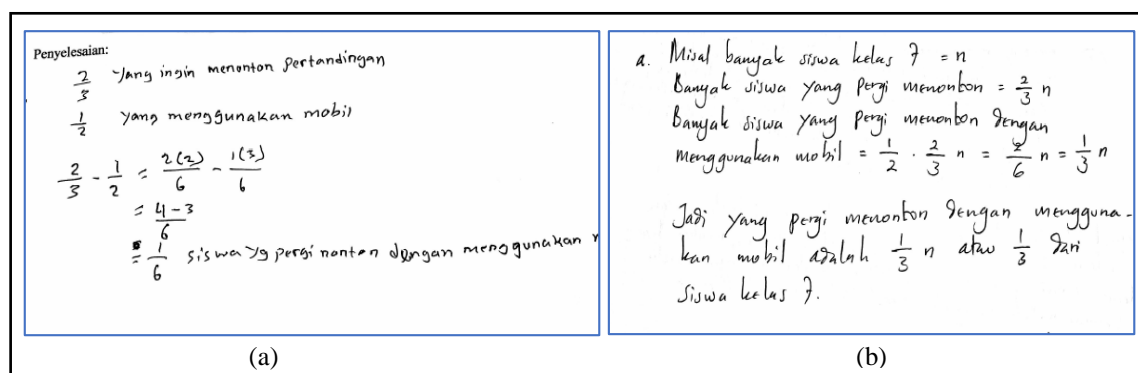 Penyelesaian:
2/3 yang ingin menonton pertandingan
1/2 yang menggunakan mobil
2/3 - 1/2 = 2(2)/6 - 1(3)/6
= 4-3/6
= 1/6 siswa yg pergi nonton dengan menggunakan
(a)
a. Misal banyak siswa kelas 7 = n
Banyak siswa yang pergi menonton = 2/3 n
Banyak siswa yang pergi menonton dengan
menggunakan mobil = 1/2 . 2/3 n = 2/6 n = 1/3 n
Jadi yang pergi menonton dengan mengguna-
kan mobil adalah 1/3 n atau 1/3 dari
siswa kelas 7.
(b)